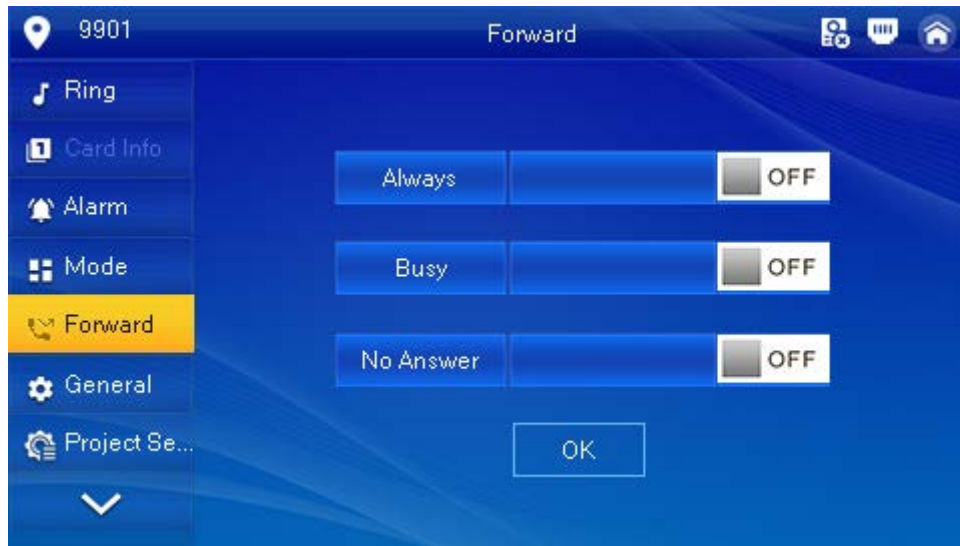 9901
Forward
Ring
Card Info
Alarm
Mode
Forward
General
Project Se...
Always OFF
Busy OFF
No Answer OFF
OK